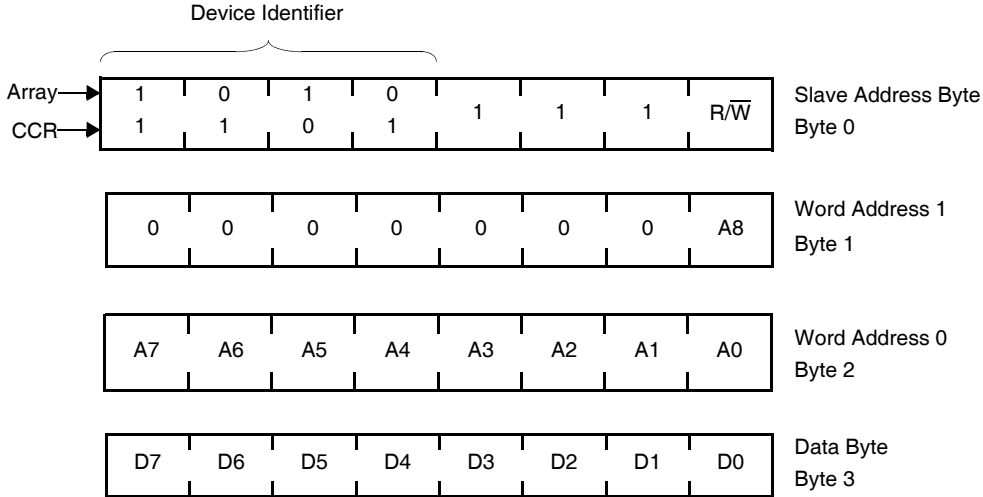 Device Identifier
Array 1 0 1 0 1 1 1 R/W̅ Slave Address Byte
CCR 1 1 0 1 Byte 0
0 0 0 0 0 0 0 A8 Word Address 1
Byte 1
A7 A6 A5 A4 A3 A2 A1 A0 Word Address 0
Byte 2
D7 D6 D5 D4 D3 D2 D1 D0 Data Byte
Byte 3